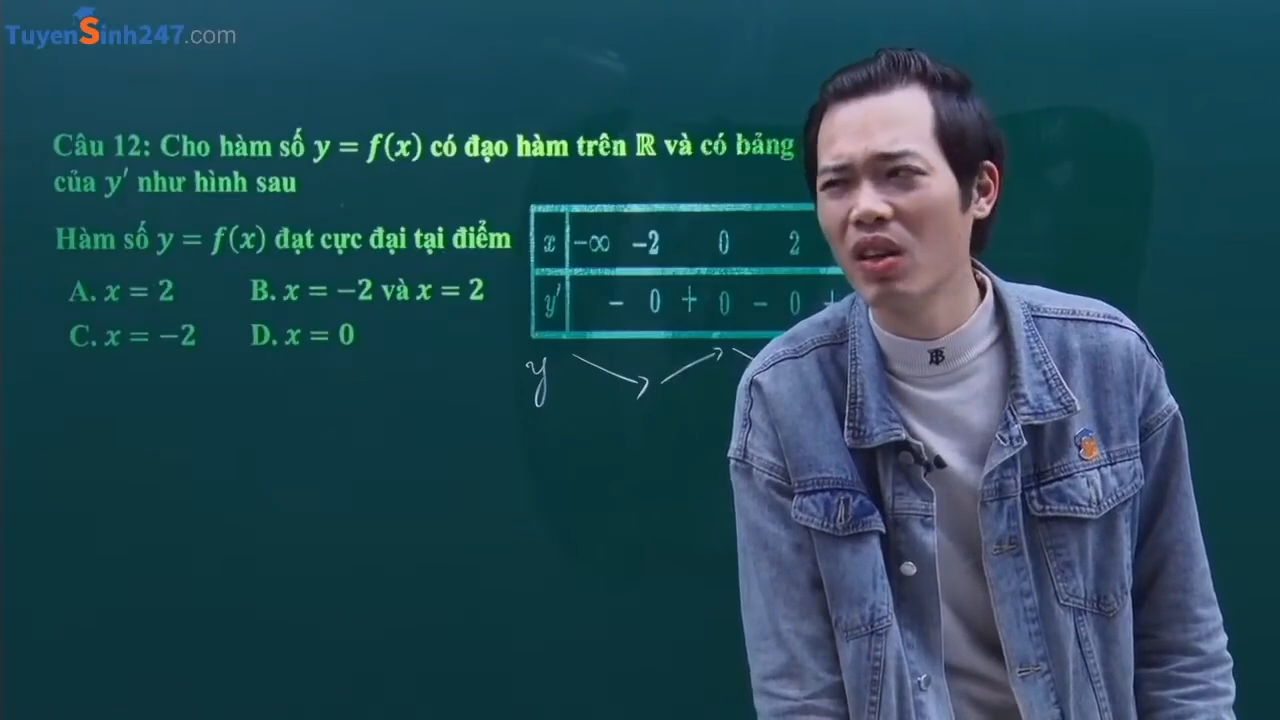 TuyenSinh247.com
Câu 12: Cho hàm số y = f(x) có đạo hàm trên ℝ và có bảng
của y′ như hình sau
Hàm số y = f(x) đạt cực đại tại điểm
A. x = 2 B. x = −2 và x = 2
C. x = −2 D. x = 0
x −∞ −2 0 2
y′ − 0 + 0 − 0 +
y